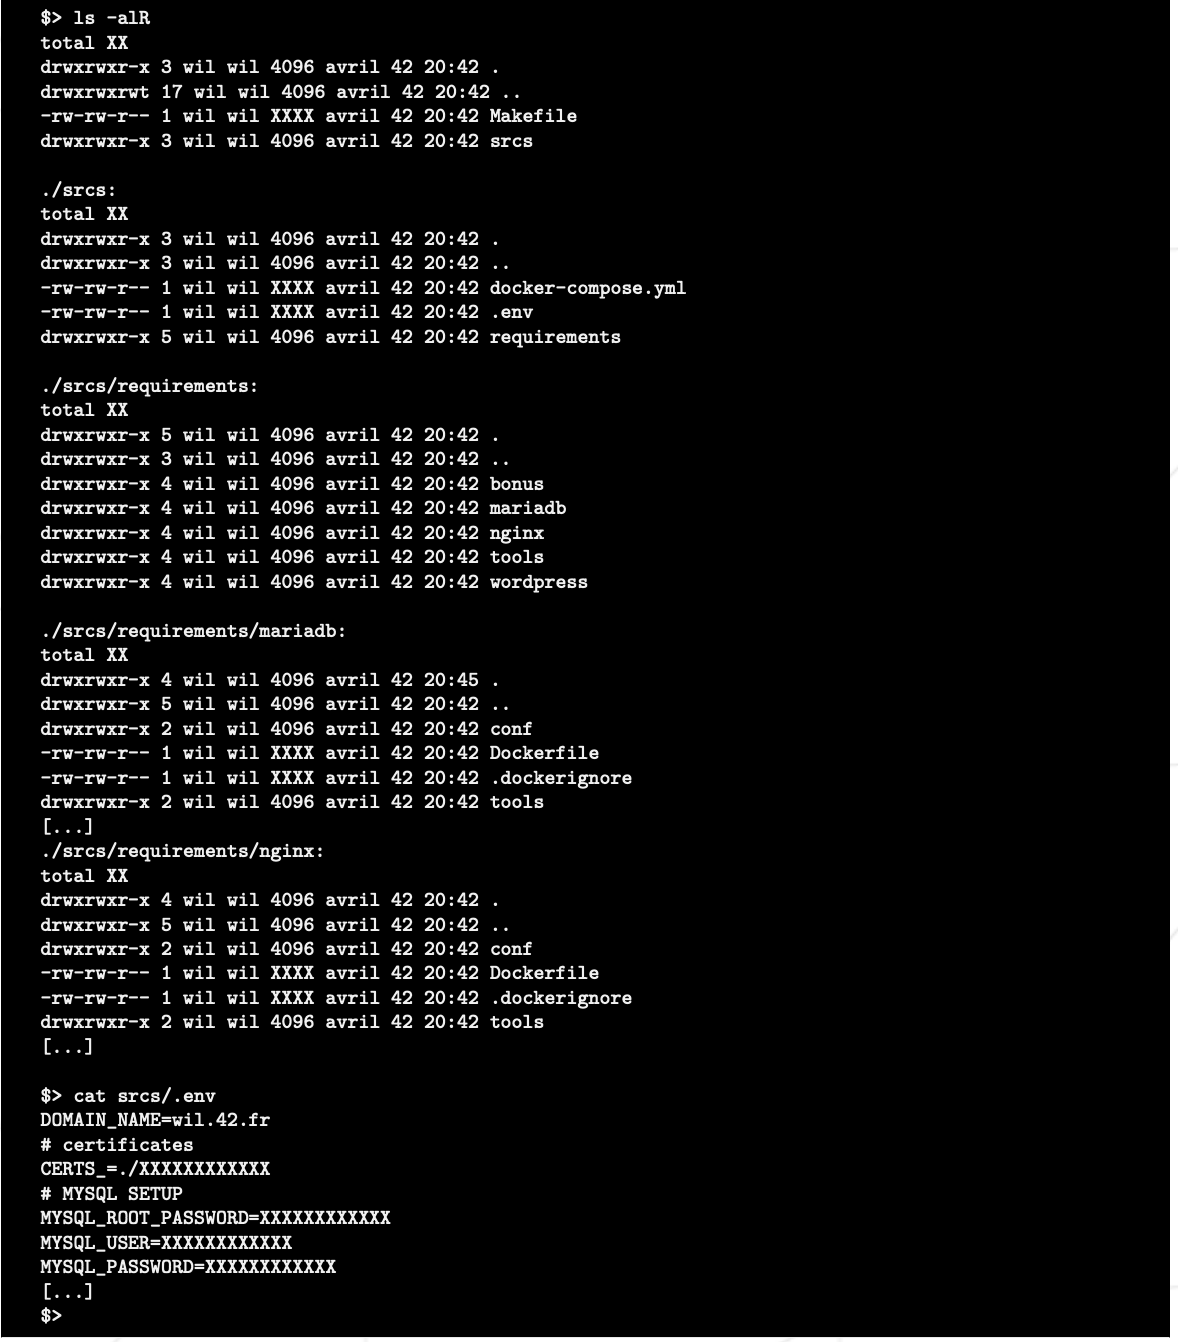 $> ls -alR
total XX
drwxrwxr-x 3 wil wil 4096 avril 42 20:42 .
drwxrwxrwt 17 wil wil 4096 avril 42 20:42 ..
-rw-rw-r-- 1 wil wil XXXX avril 42 20:42 Makefile
drwxrwxr-x 3 wil wil 4096 avril 42 20:42 srcs

./srcs:
total XX
drwxrwxr-x 3 wil wil 4096 avril 42 20:42 .
drwxrwxr-x 3 wil wil 4096 avril 42 20:42 ..
-rw-rw-r-- 1 wil wil XXXX avril 42 20:42 docker-compose.yml
-rw-rw-r-- 1 wil wil XXXX avril 42 20:42 .env
drwxrwxr-x 5 wil wil 4096 avril 42 20:42 requirements

./srcs/requirements:
total XX
drwxrwxr-x 5 wil wil 4096 avril 42 20:42 .
drwxrwxr-x 3 wil wil 4096 avril 42 20:42 ..
drwxrwxr-x 4 wil wil 4096 avril 42 20:42 bonus
drwxrwxr-x 4 wil wil 4096 avril 42 20:42 mariadb
drwxrwxr-x 4 wil wil 4096 avril 42 20:42 nginx
drwxrwxr-x 4 wil wil 4096 avril 42 20:42 tools
drwxrwxr-x 4 wil wil 4096 avril 42 20:42 wordpress

./srcs/requirements/mariadb:
total XX
drwxrwxr-x 4 wil wil 4096 avril 42 20:45 .
drwxrwxr-x 5 wil wil 4096 avril 42 20:42 ..
drwxrwxr-x 2 wil wil 4096 avril 42 20:42 conf
-rw-rw-r-- 1 wil wil XXXX avril 42 20:42 Dockerfile
-rw-rw-r-- 1 wil wil XXXX avril 42 20:42 .dockerignore
drwxrwxr-x 2 wil wil 4096 avril 42 20:42 tools
[...]
./srcs/requirements/nginx:
total XX
drwxrwxr-x 4 wil wil 4096 avril 42 20:42 .
drwxrwxr-x 5 wil wil 4096 avril 42 20:42 ..
drwxrwxr-x 2 wil wil 4096 avril 42 20:42 conf
-rw-rw-r-- 1 wil wil XXXX avril 42 20:42 Dockerfile
-rw-rw-r-- 1 wil wil XXXX avril 42 20:42 .dockerignore
drwxrwxr-x 2 wil wil 4096 avril 42 20:42 tools
[...]

$> cat srcs/.env
DOMAIN_NAME=wil.42.fr
# certificates
CERTS_=./XXXXXXXXXXXX
# MYSQL SETUP
MYSQL_ROOT_PASSWORD=XXXXXXXXXXXX
MYSQL_USER=XXXXXXXXXXXX
MYSQL_PASSWORD=XXXXXXXXXXXX
[...]
$>